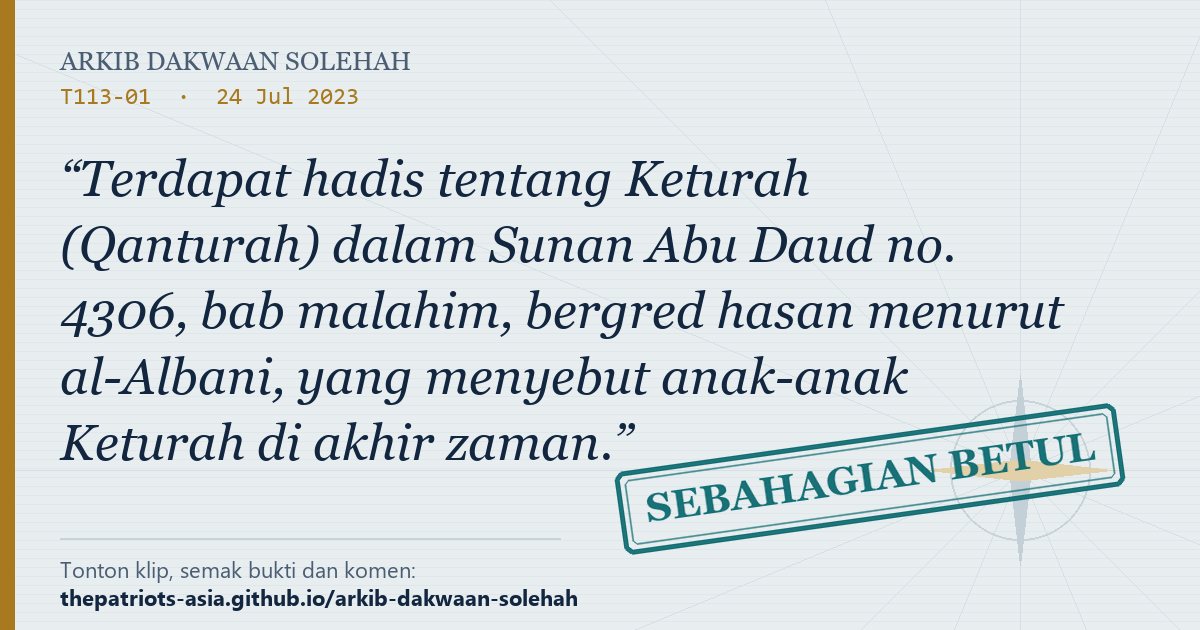 ARKIB DAKWAAN SOLEHAH
T113-01 · 24 Jul 2023
“Terdapat hadis tentang Keturah
(Qanturah) dalam Sunan Abu Daud no.
4306, bab malahim, bergred hasan menurut
al-Albani, yang menyebut anak-anak
Keturah di akhir zaman.”
SEBAHAGIAN BETUL
Tonton klip, semak bukti dan komen:
thepatriots-asia.github.io/arkib-dakwaan-solehah